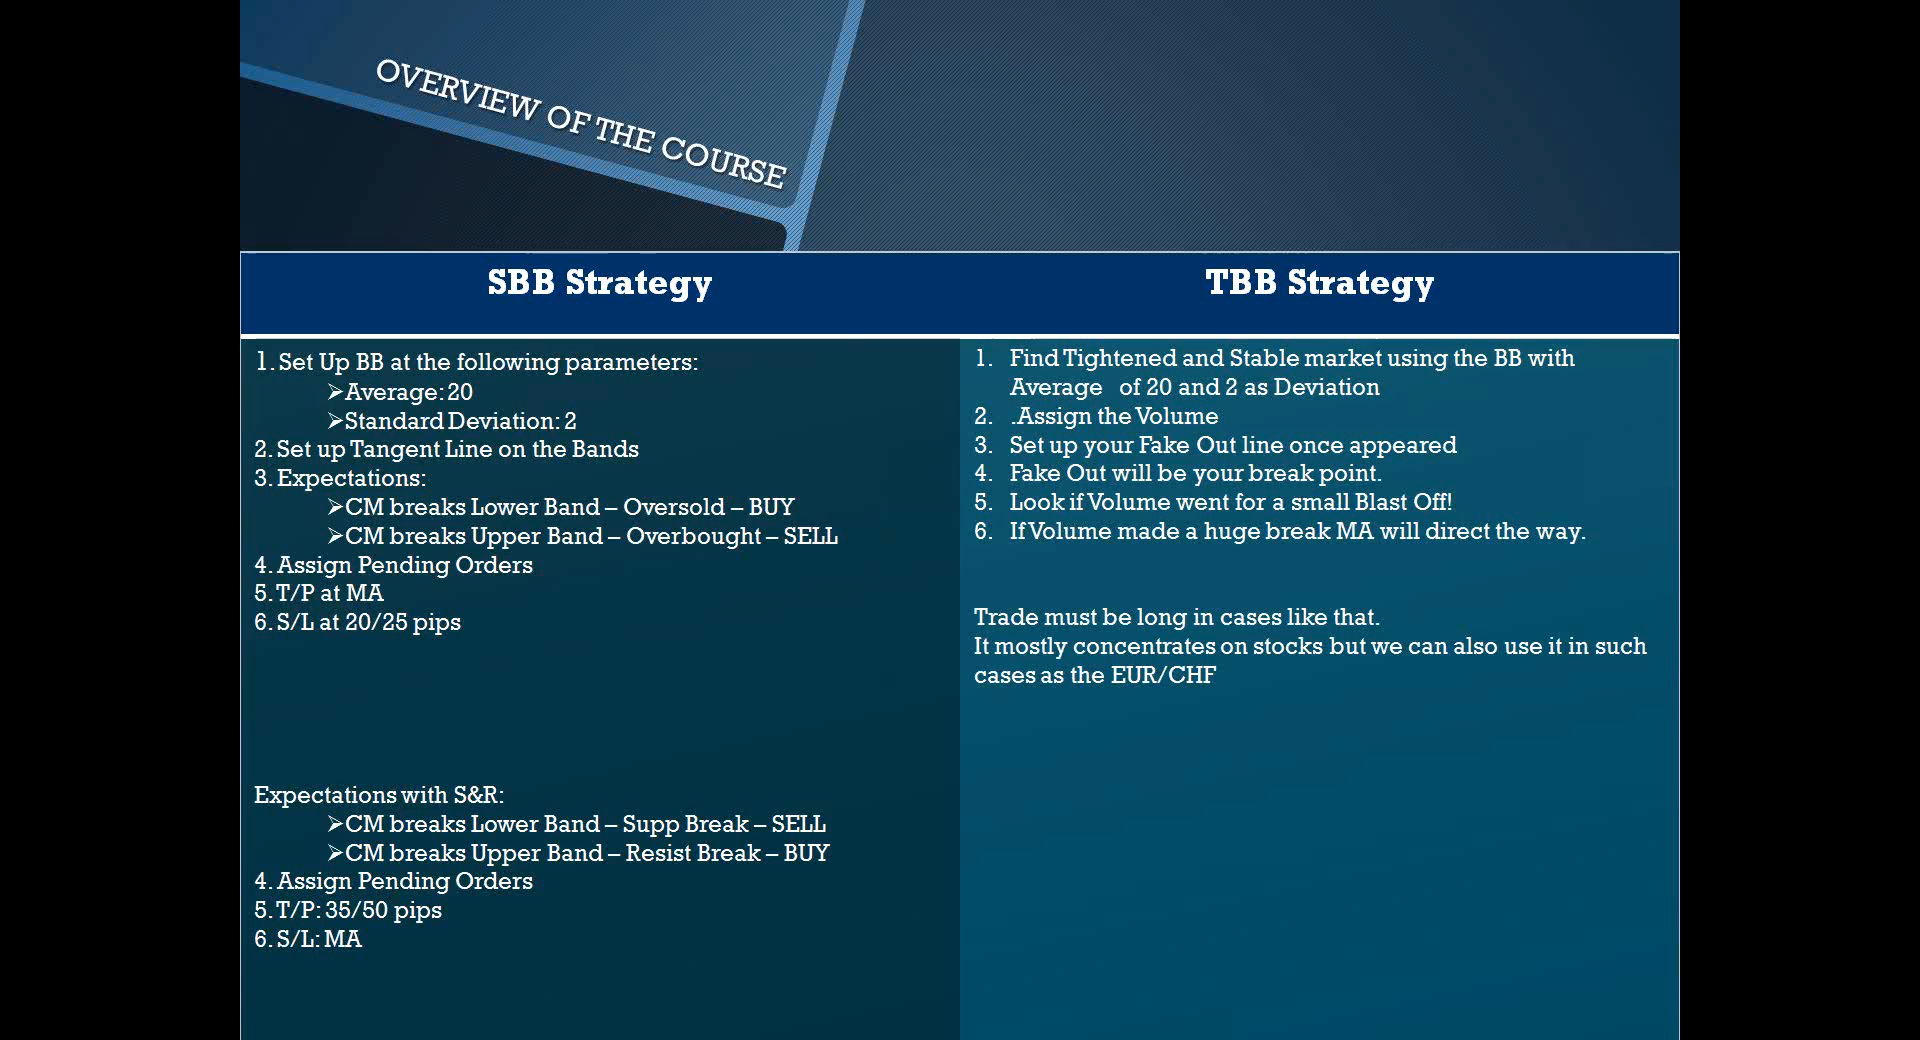 OVERVIEW OF THE COURSE
SBB Strategy
1. Set Up BB at the following parameters:
➢Average: 20
➢Standard Deviation: 2
2. Set up Tangent Line on the Bands
3. Expectations:
➢CM breaks Lower Band – Oversold – BUY
➢CM breaks Upper Band – Overbought – SELL
4. Assign Pending Orders
5. T/P at MA
6. S/L at 20/25 pips
Expectations with S&R:
➢CM breaks Lower Band – Supp Break – SELL
➢CM breaks Upper Band – Resist Break – BUY
4. Assign Pending Orders
5. T/P: 35/50 pips
6. S/L: MA
TBB Strategy
1. Find Tightened and Stable market using the BB with
Average of 20 and 2 as Deviation
2. .Assign the Volume
3. Set up your Fake Out line once appeared
4. Fake Out will be your break point.
5. Look if Volume went for a small Blast Off!
6. If Volume made a huge break MA will direct the way.
Trade must be long in cases like that.
It mostly concentrates on stocks but we can also use it in such
cases as the EUR/CHF